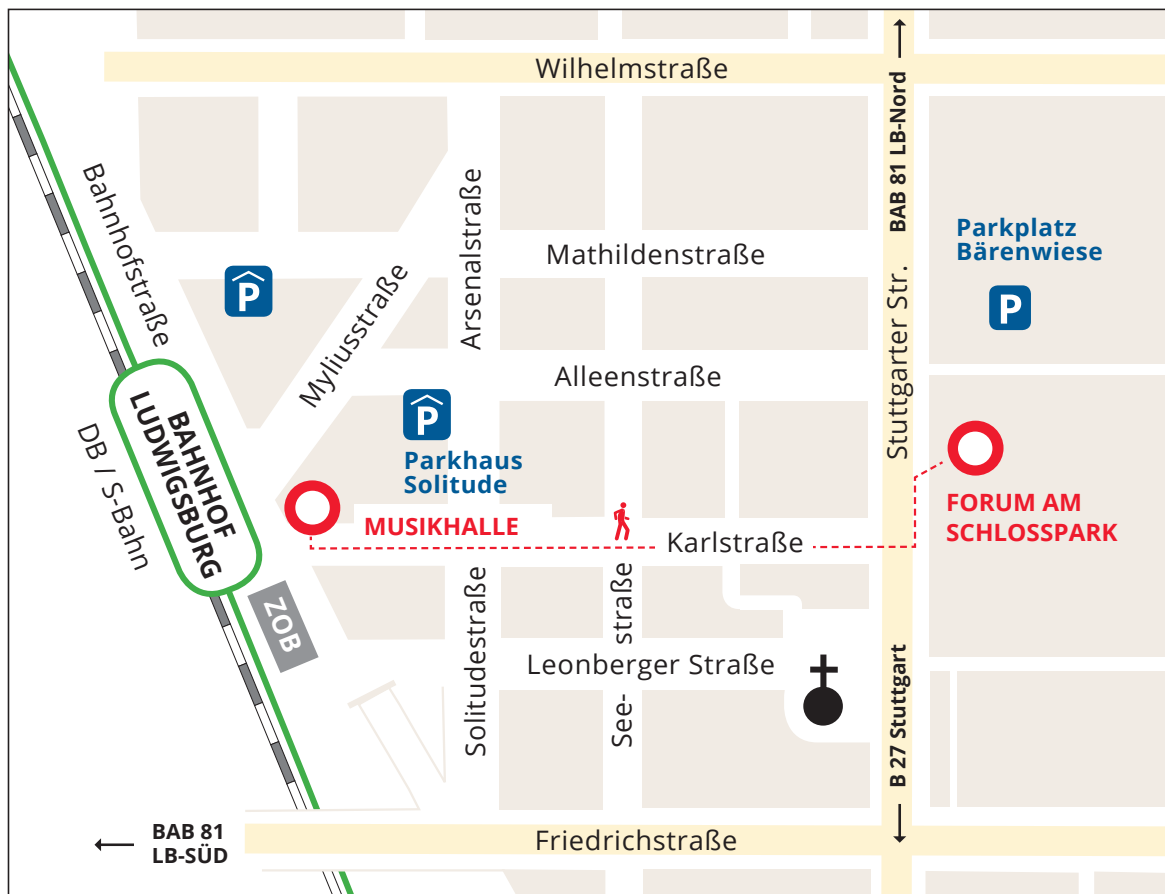 Wilhelmstraße
BAB 81 LB-Nord
Bahnhofstraße
Arsenalstraße
Mathildenstraße
Parkplatz
Bärenwiese
P
P
Myliusstraße
Stuttgarter Str.
Alleenstraße
P
Parkhaus
Solitude
BAHNHOF
LUDWIGSBURG
DB / S-Bahn
MUSIKHALLE
FORUM AM
SCHLOSSPARK
Karlstraße
ZOB
Solitudestraße
See-
straße
Leonberger Straße
B 27 Stuttgart
BAB 81
LB-SÜD
Friedrichstraße